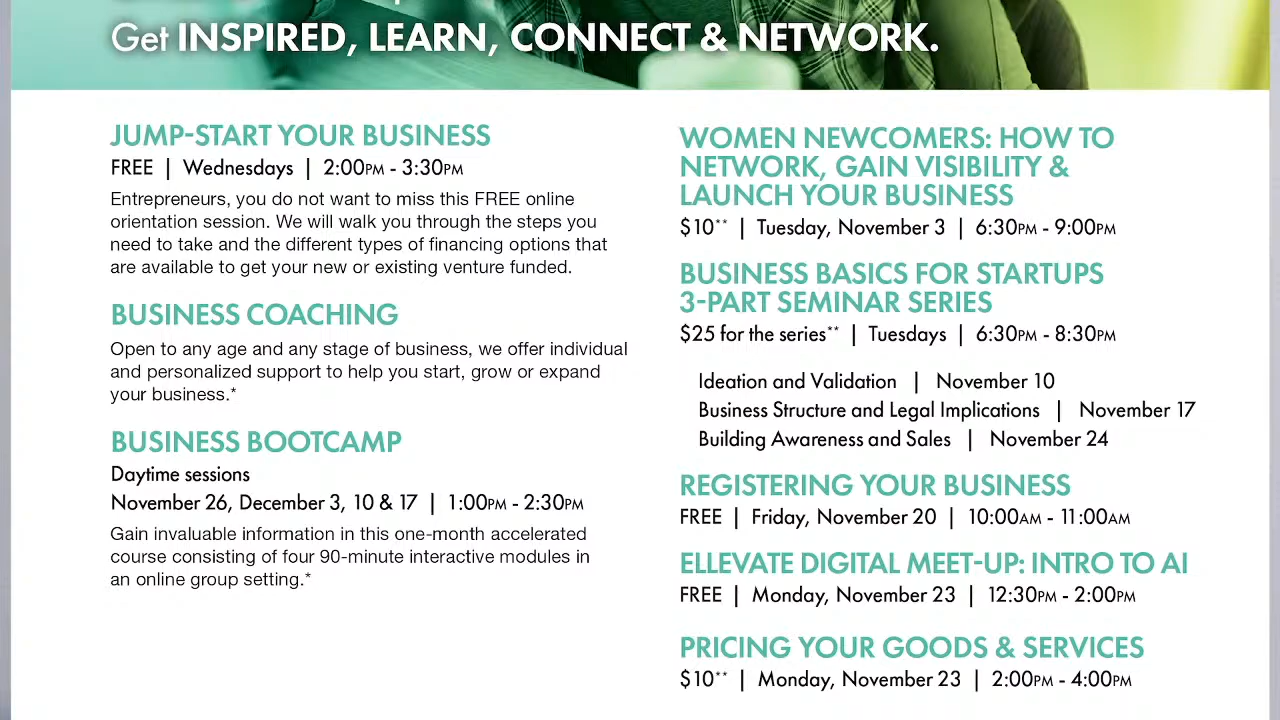 Get INSPIRED, LEARN, CONNECT & NETWORK.
JUMP-START YOUR BUSINESS
FREE | Wednesdays | 2:00PM - 3:30PM
Entrepreneurs, you do not want to miss this FREE online
orientation session. We will walk you through the steps you
need to take and the different types of financing options that
are available to get your new or existing venture funded.
BUSINESS COACHING
Open to any age and any stage of business, we offer individual
and personalized support to help you start, grow or expand
your business.*
BUSINESS BOOTCAMP
Daytime sessions
November 26, December 3, 10 & 17 | 1:00PM - 2:30PM
Gain invaluable information in this one-month accelerated
course consisting of four 90-minute interactive modules in
an online group setting.*
WOMEN NEWCOMERS: HOW TO
NETWORK, GAIN VISIBILITY &
LAUNCH YOUR BUSINESS
$10** | Tuesday, November 3 | 6:30PM - 9:00PM
BUSINESS BASICS FOR STARTUPS
3-PART SEMINAR SERIES
$25 for the series** | Tuesdays | 6:30PM - 8:30PM
Ideation and Validation | November 10
Business Structure and Legal Implications | November 17
Building Awareness and Sales | November 24
REGISTERING YOUR BUSINESS
FREE | Friday, November 20 | 10:00AM - 11:00AM
ELLEVATE DIGITAL MEET-UP: INTRO TO AI
FREE | Monday, November 23 | 12:30PM - 2:00PM
PRICING YOUR GOODS & SERVICES
$10** | Monday, November 23 | 2:00PM - 4:00PM